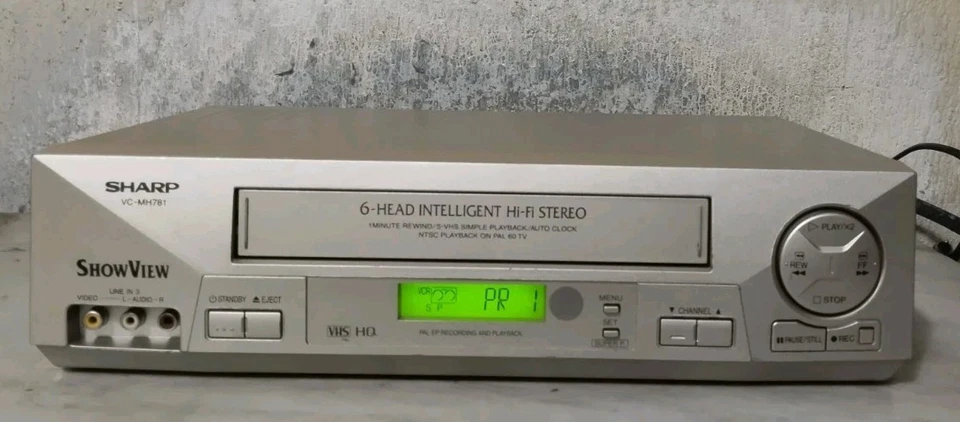 SHARP
VC-MH781
6-HEAD INTELLIGENT Hi-Fi STEREO
1MINUTE REWIND/S-VHS SIMPLE PLAYBACK/AUTO CLOCK
NTSC PLAYBACK ON PAL 60 TV
SHOWVIEW
LINE IN 3
VIDEO L-AUDIO-R
STANDBY EJECT
VCR
S P
PR 1
VHS HQ
PAL EP RECORDING AND PLAYBACK
MENU
SET
SUPER P.
CHANNEL
PLAY/X2
REW
FF
STOP
PAUSE/STILL
REC